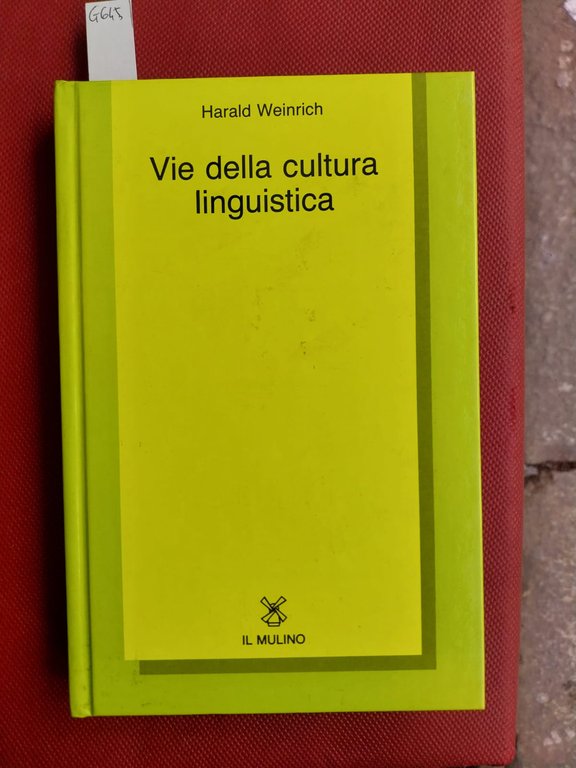 G645
Harald Weinrich
Vie della cultura
linguistica
IL MULINO